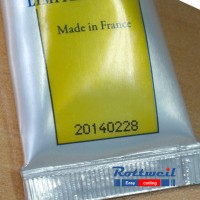 Made in France
20140228
Rottweil
Easy coding